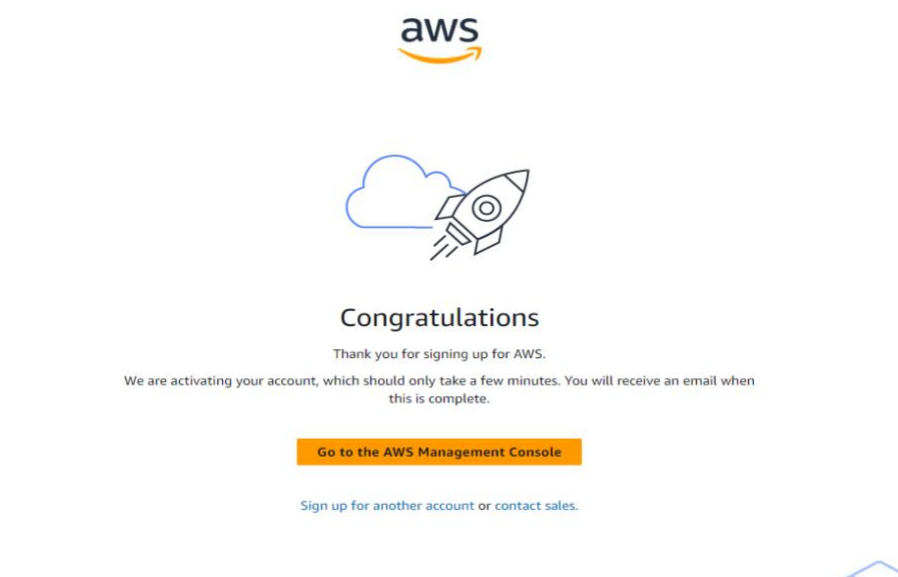 aws
Congratulations
Thank you for signing up for AWS.
We are activating your account, which should only take a few minutes. You will receive an email when
this is complete.
Go to the AWS Management Console
Sign up for another account or contact sales.